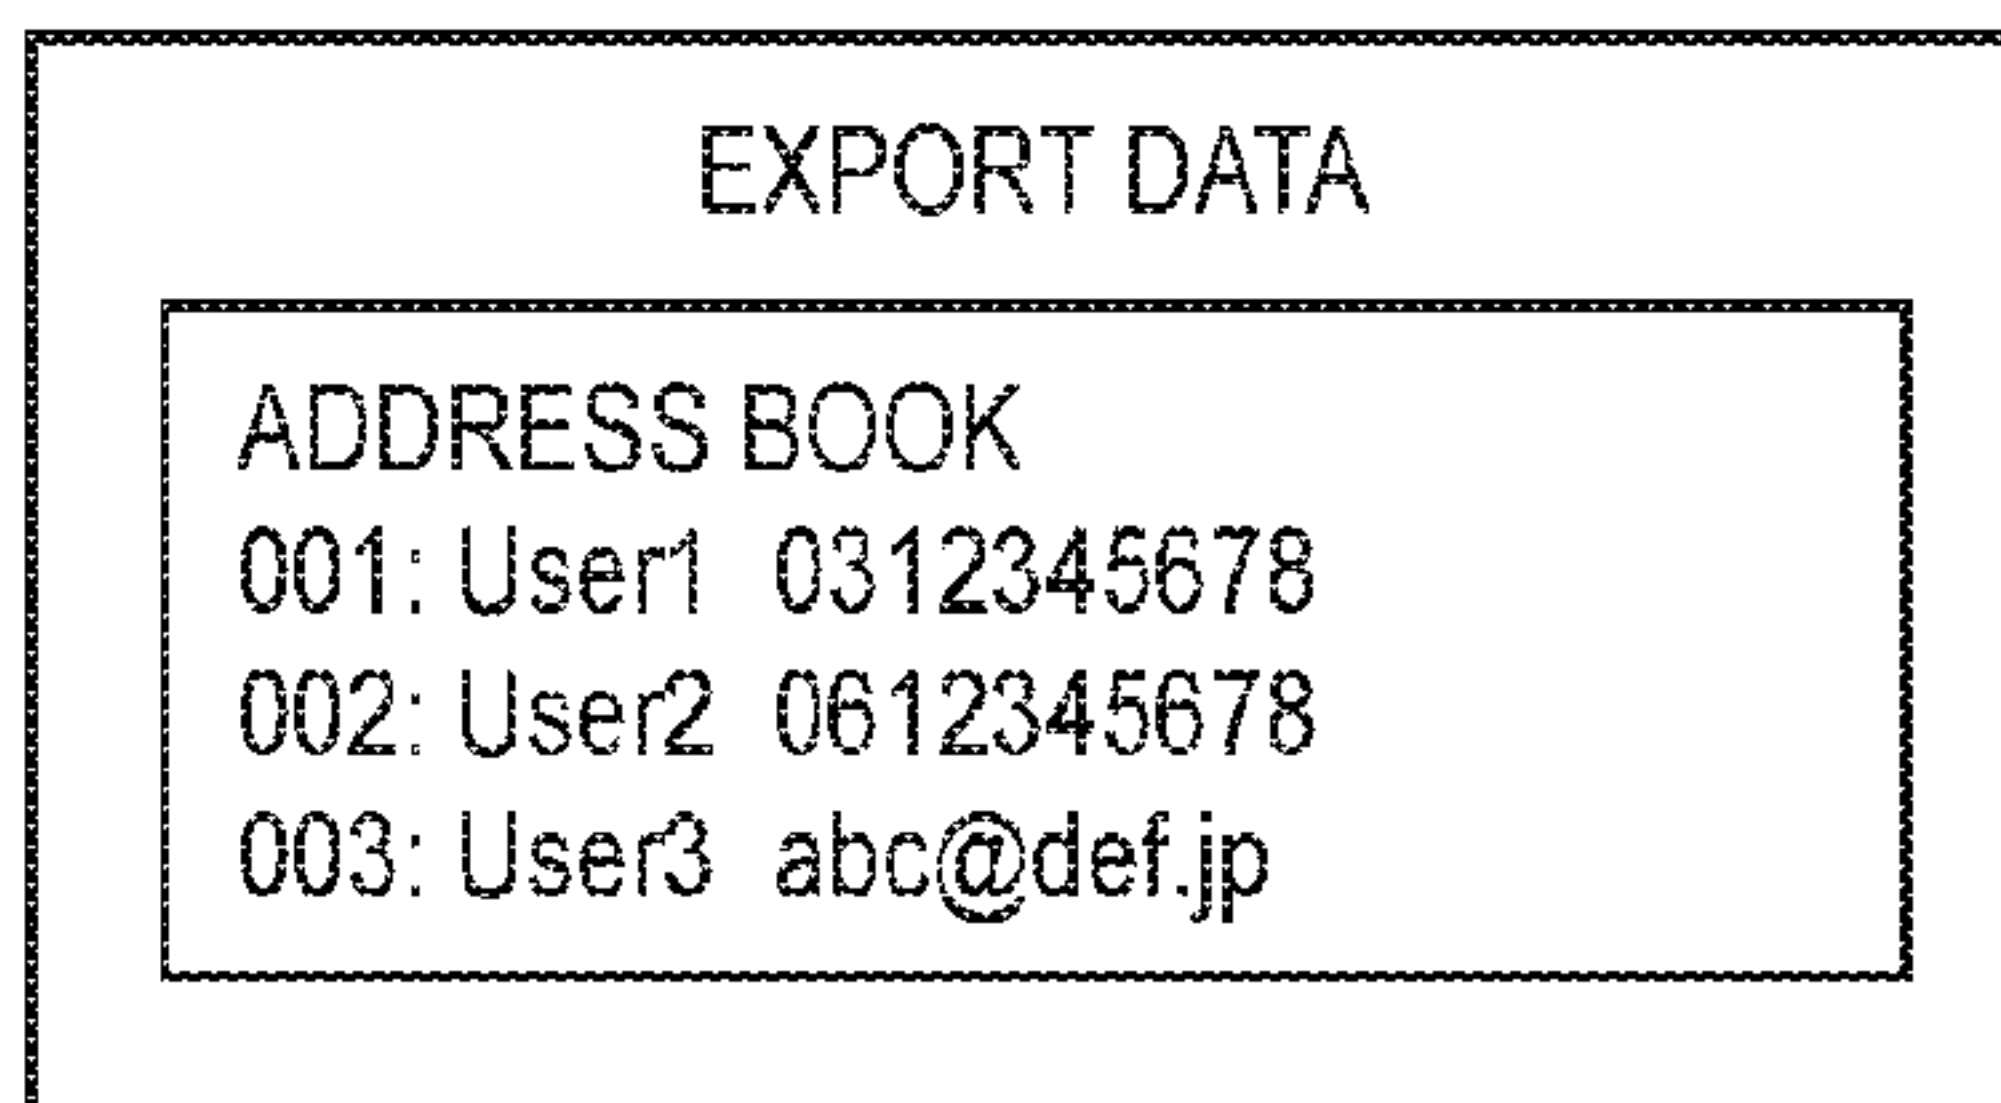 EXPORT DATA
ADDRESS BOOK
001: User1 0312345678
002: User2 0612345678
003: User3 abc@def.jp